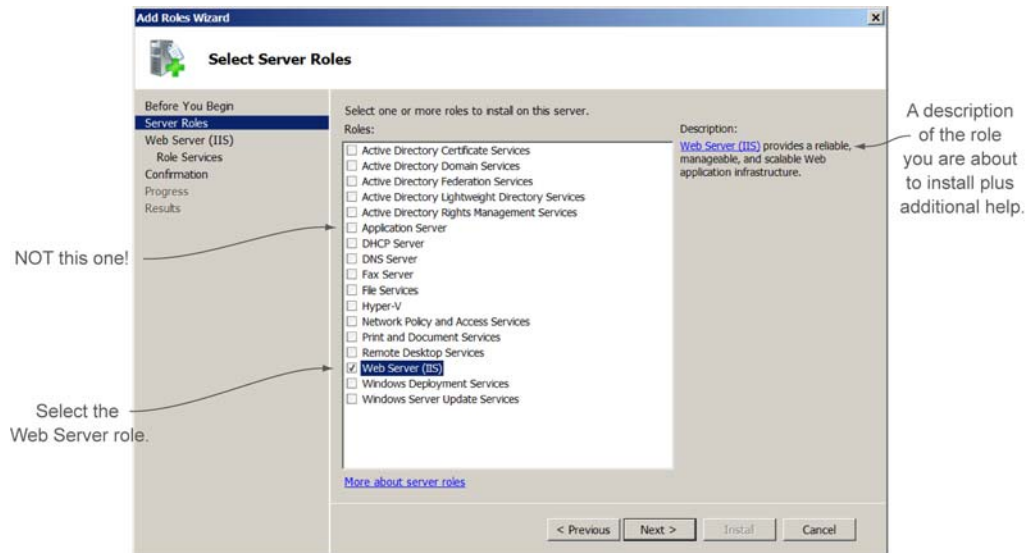 Add Roles Wizard
Select Server Roles
Before You Begin
Server Roles
Web Server (IIS)
Role Services
Confirmation
Progress
Results
Select one or more roles to install on this server.
Roles:
Active Directory Certificate Services
Active Directory Domain Services
Active Directory Federation Services
Active Directory Lightweight Directory Services
Active Directory Rights Management Services
Application Server
DHCP Server
DNS Server
Fax Server
File Services
Hyper-V
Network Policy and Access Services
Print and Document Services
Remote Desktop Services
Web Server (IIS)
Windows Deployment Services
Windows Server Update Services
More about server roles
Description:
Web Server (IIS) provides a reliable,
manageable, and scalable Web
application infrastructure.
< Previous
Next >
Install
Cancel
NOT this one!
Select the
Web Server role.
A description
of the role
you are about
to install plus
additional help.